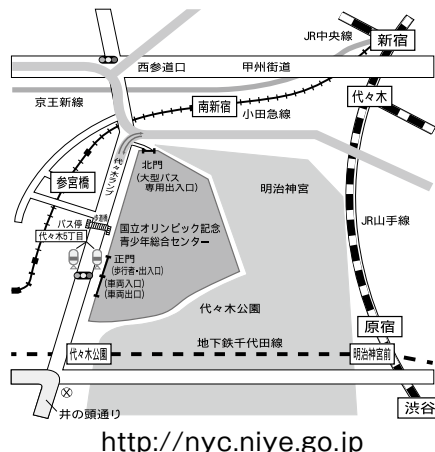 JR中央線
新宿
西参道口
甲州街道
京王新線
南新宿
小田急線
代々木
代々木ランプ
北門
(大型バス
専用出入口)
明治神宮
参宮橋
歩道橋
バス停
代々木5丁目
国立オリンピック記念
青少年総合センター
JR山手線
正門
(歩行者・出入口)
(車両入口)
(車両出口)
代々木公園
原宿
地下鉄千代田線
代々木公園
明治神宮前
井の頭通り
渋谷
http://nyc.niye.go.jp